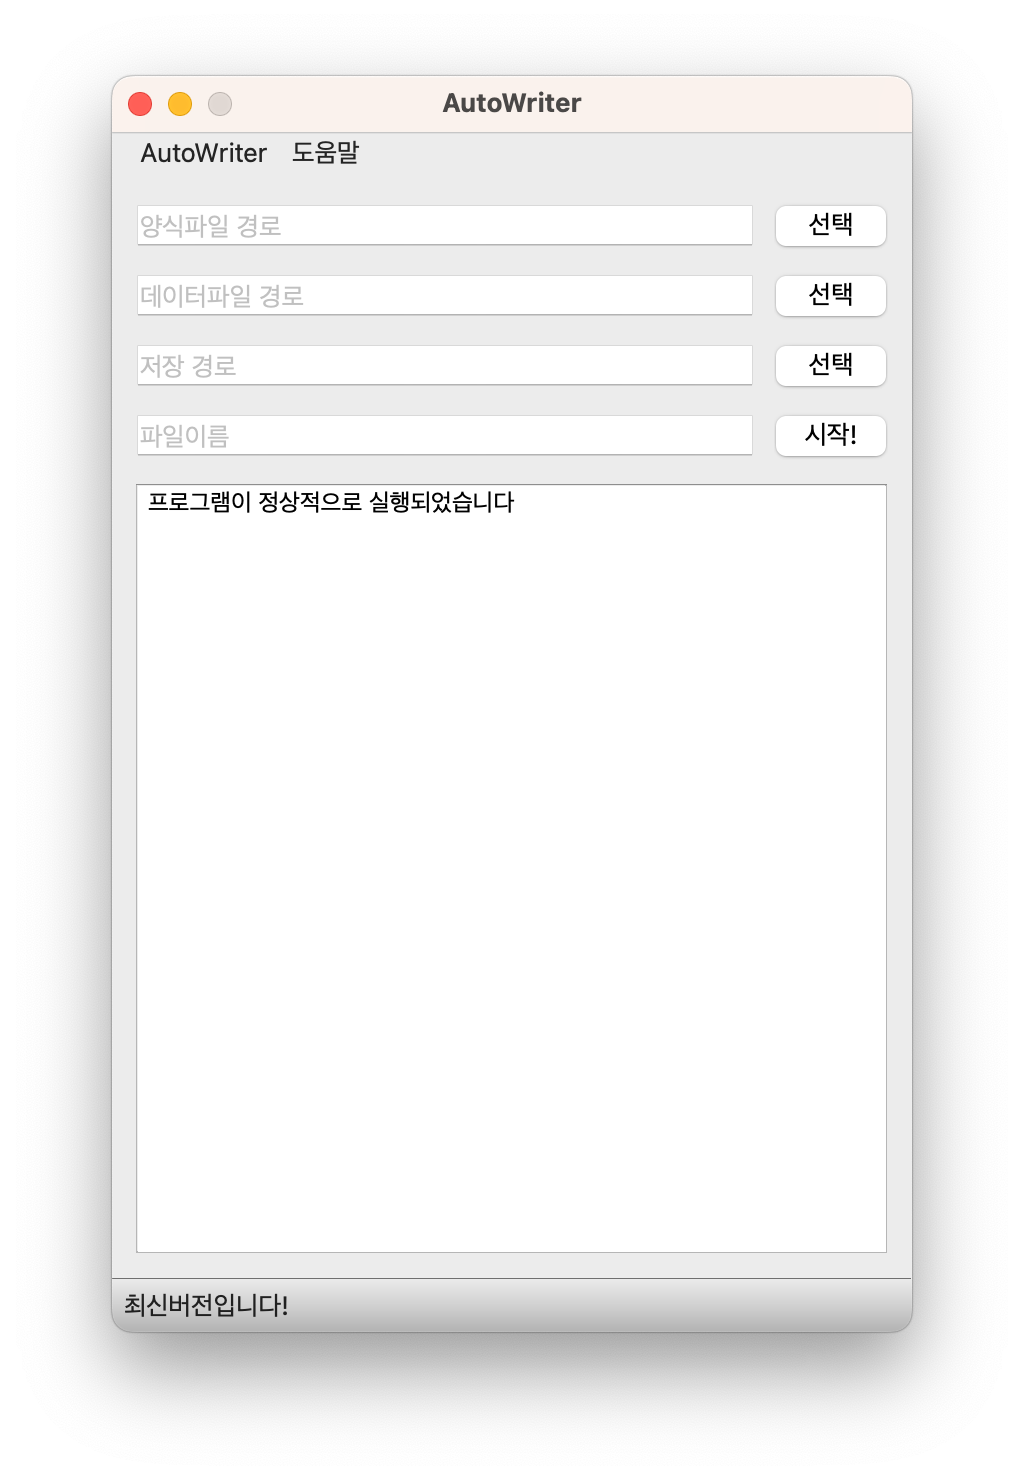 AutoWriter
AutoWriter 도움말
양식파일 경로 선택
데이터파일 경로 선택
저장 경로 선택
파일이름 시작!
프로그램이 정상적으로 실행되었습니다
최신버전입니다!